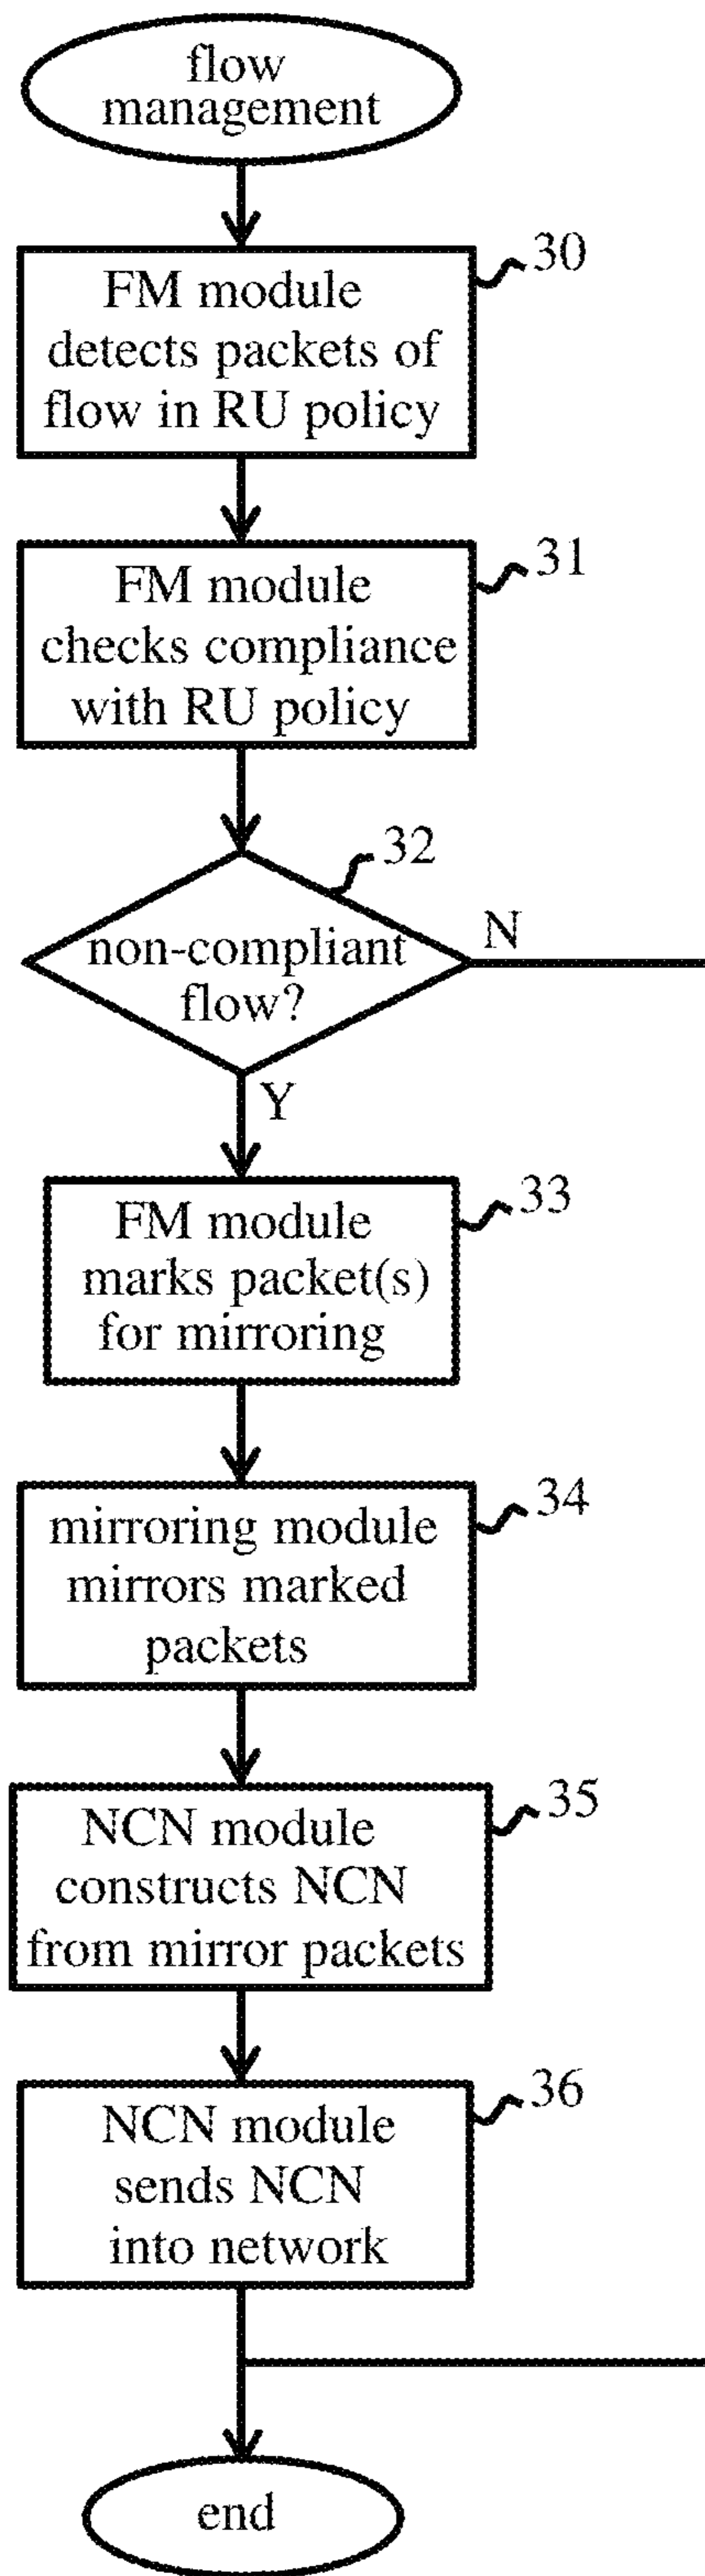 flow
management
30
FM module
detects packets of
flow in RU policy
31
FM module
checks compliance
with RU policy
32
non-compliant
flow?
N
Y
33
FM module
marks packet(s)
for mirroring
34
mirroring module
mirrors marked
packets
35
NCN module
constructs NCN
from mirror packets
36
NCN module
sends NCN
into network
end